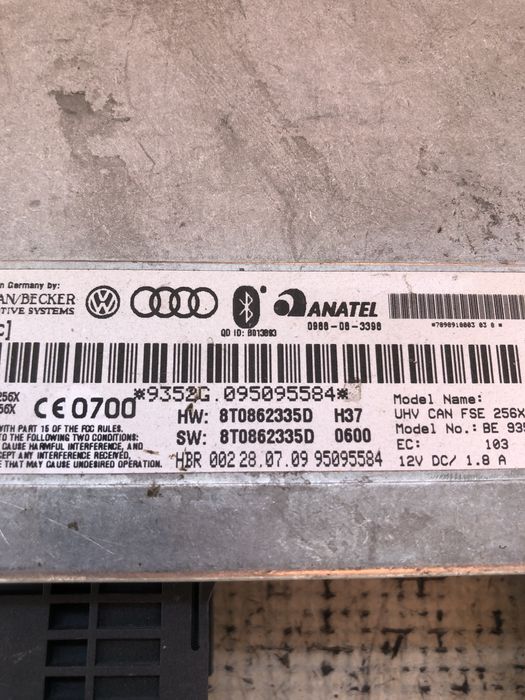 n Germany by:
AN/BECKER
TIVE SYSTEMS
c]
QD ID: B013893
ANATEL
0988-08-3398
256X
56X
CE0700
*9352G.095095584*
HW: 8T0862335D H37
SW: 8T0862335D 0600
HBR 002 28.07.09 95095584
WITH PART 15 OF THE FCC RULES.
TO THE FOLLOWING TWO CONDITIONS:
CAUSE HARMFUL INTERFERENCE, AND
CEPT ANY INTERFERENCE RECEIVED,
E THAT MAY CAUSE UNDESIRED OPERATION.
Model Name:
UHV CAN FSE 256X
Model No.: BE 935
EC: 103
12V DC/ 1.8 A